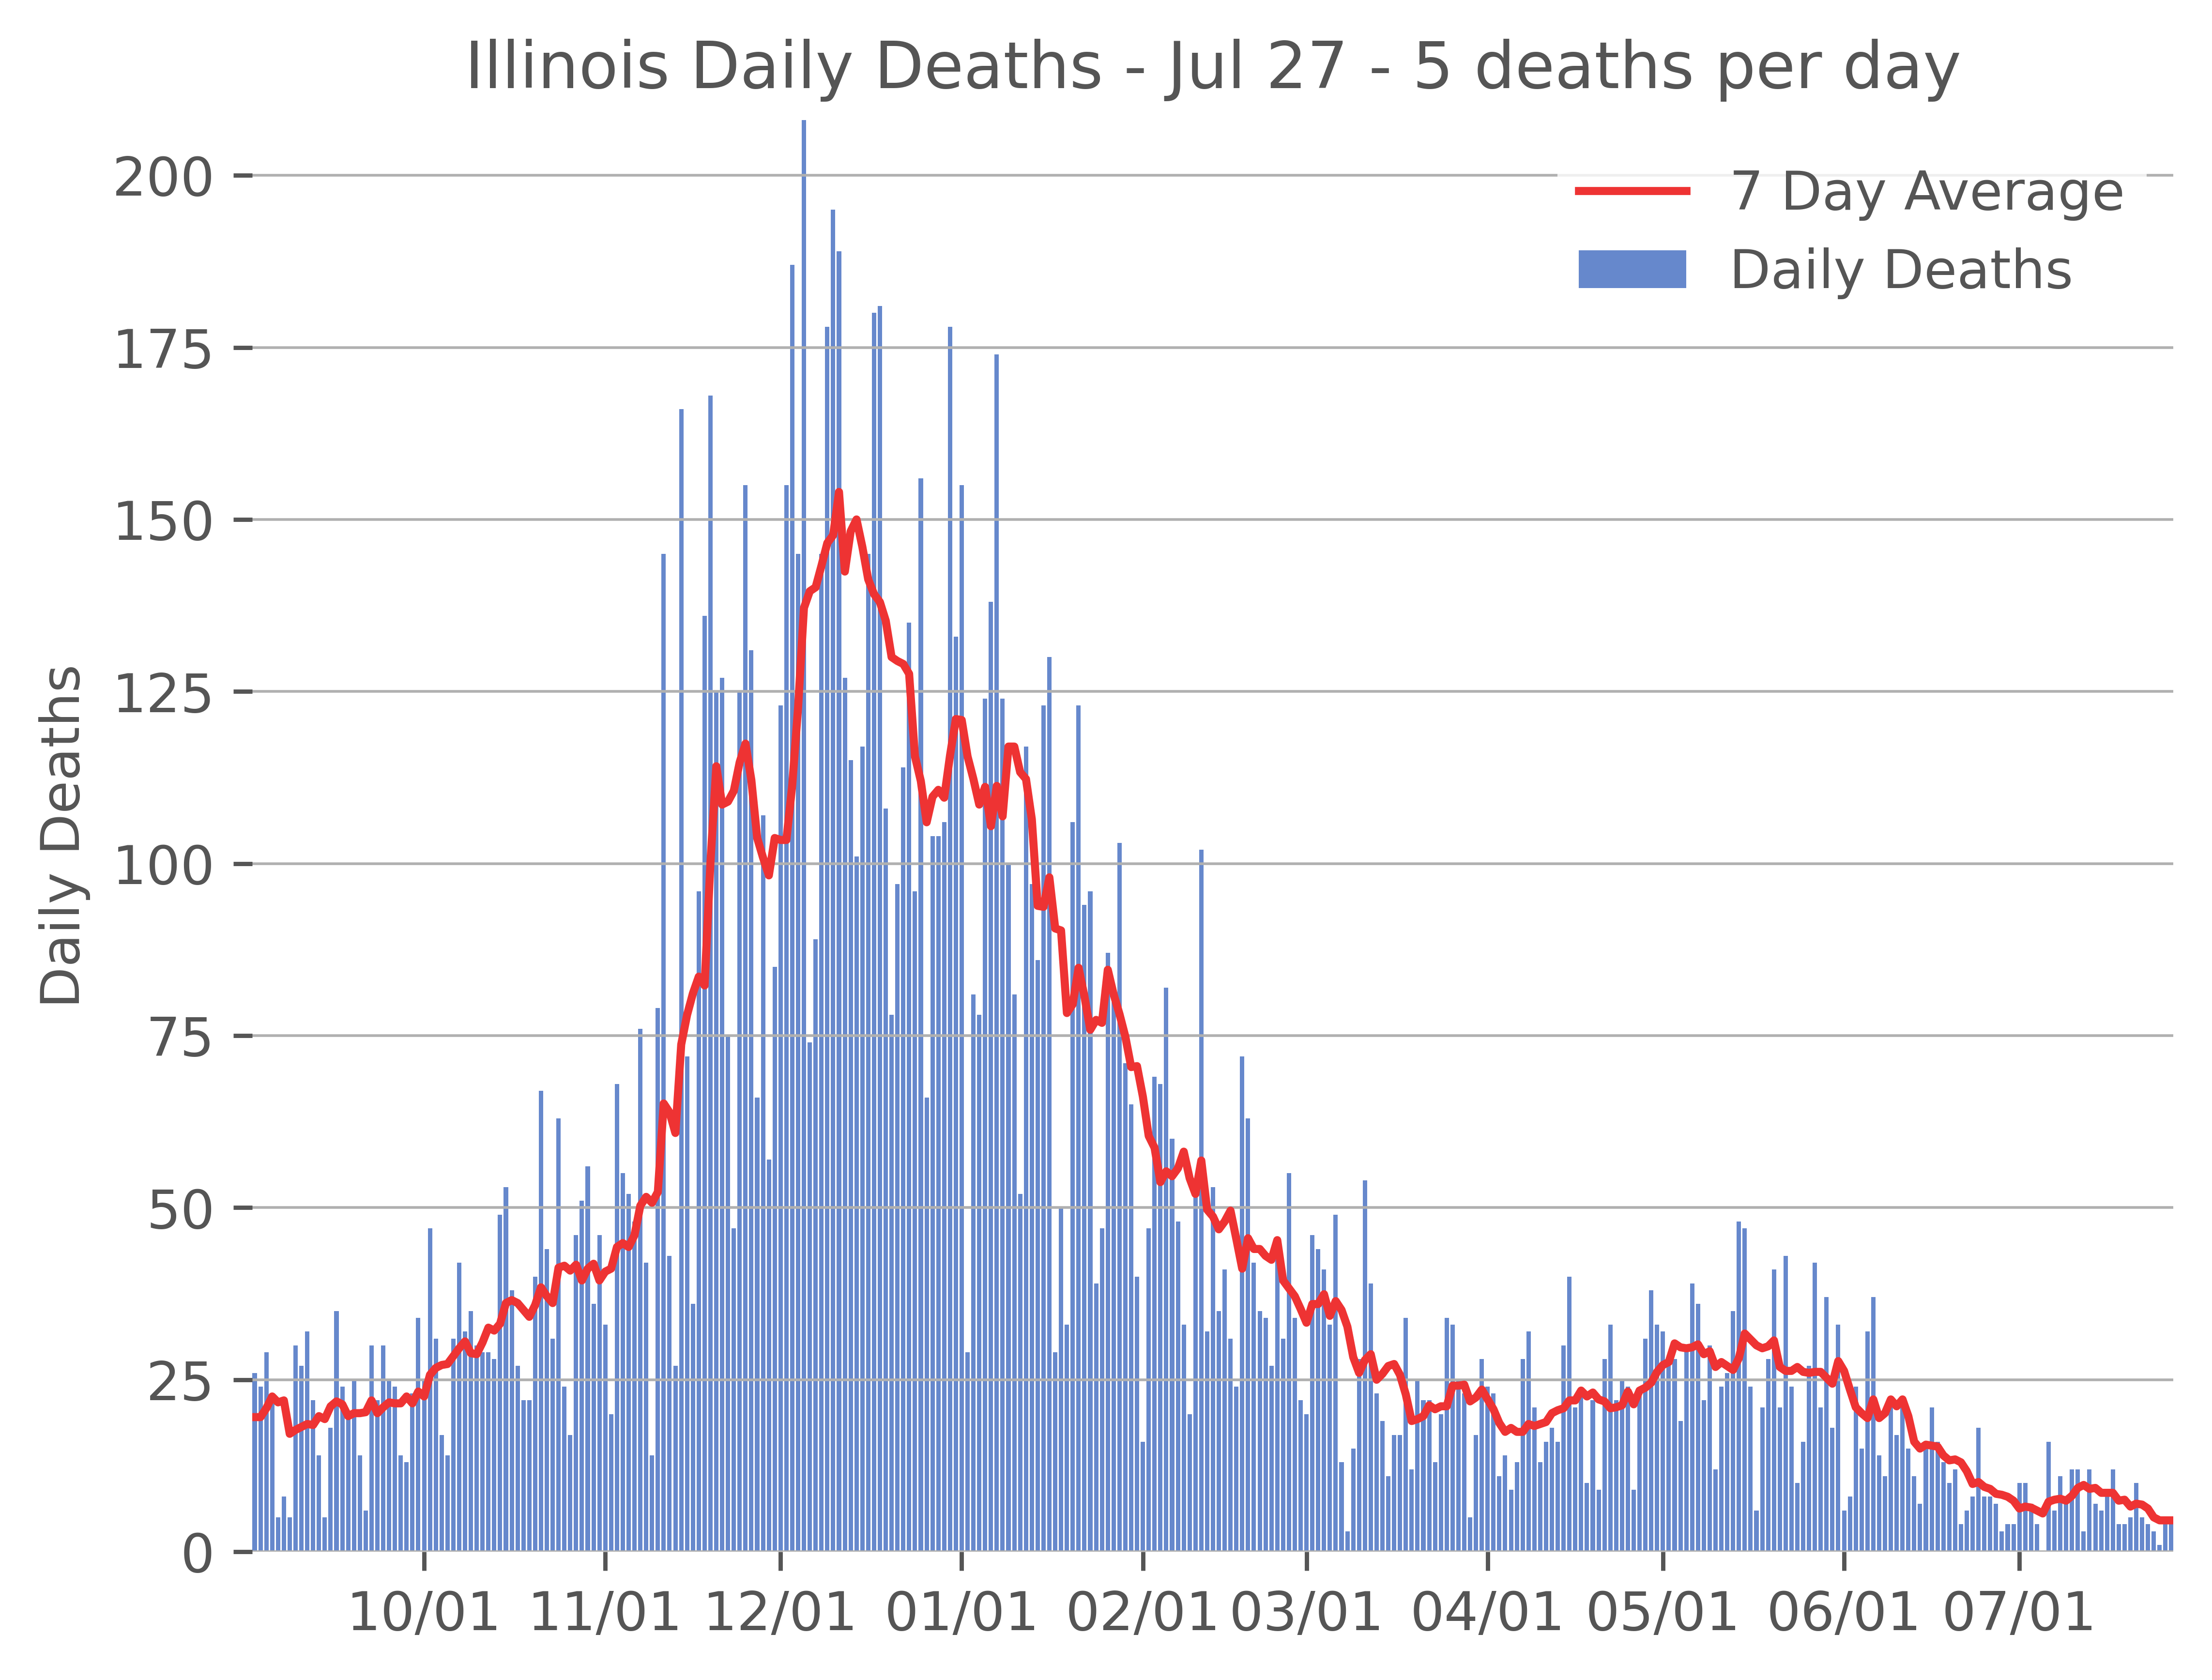 Illinois Daily Deaths - Jul 27 - 5 deaths per day
7 Day Average
Daily Deaths
Daily Deaths
200
175
150
125
100
75
50
25
0
10/01 11/01 12/01 01/01 02/01 03/01 04/01 05/01 06/01 07/01